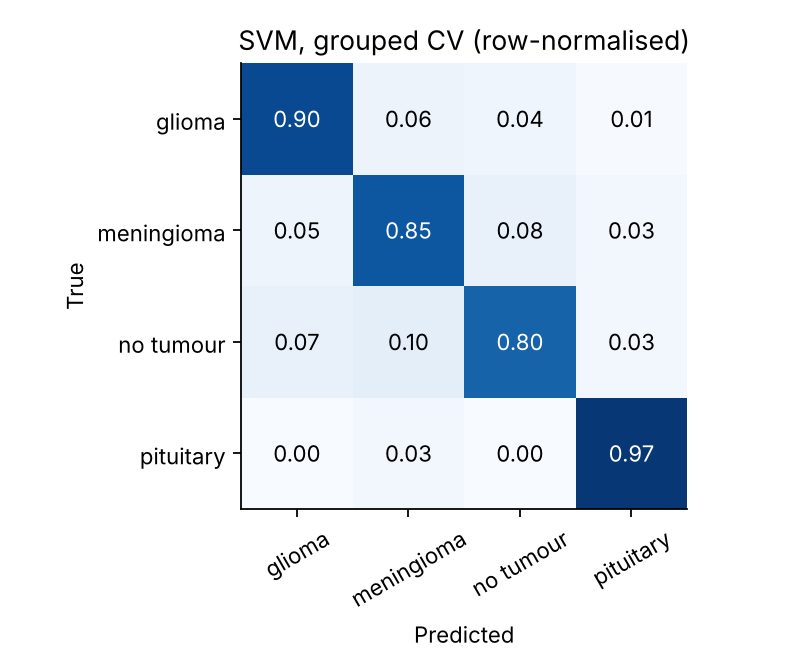 SVM, grouped CV (row-normalised)
glioma 0.90 0.06 0.04 0.01
meningioma 0.05 0.85 0.08 0.03
no tumour 0.07 0.10 0.80 0.03
pituitary 0.00 0.03 0.00 0.97
True
glioma meningioma no tumour pituitary
Predicted